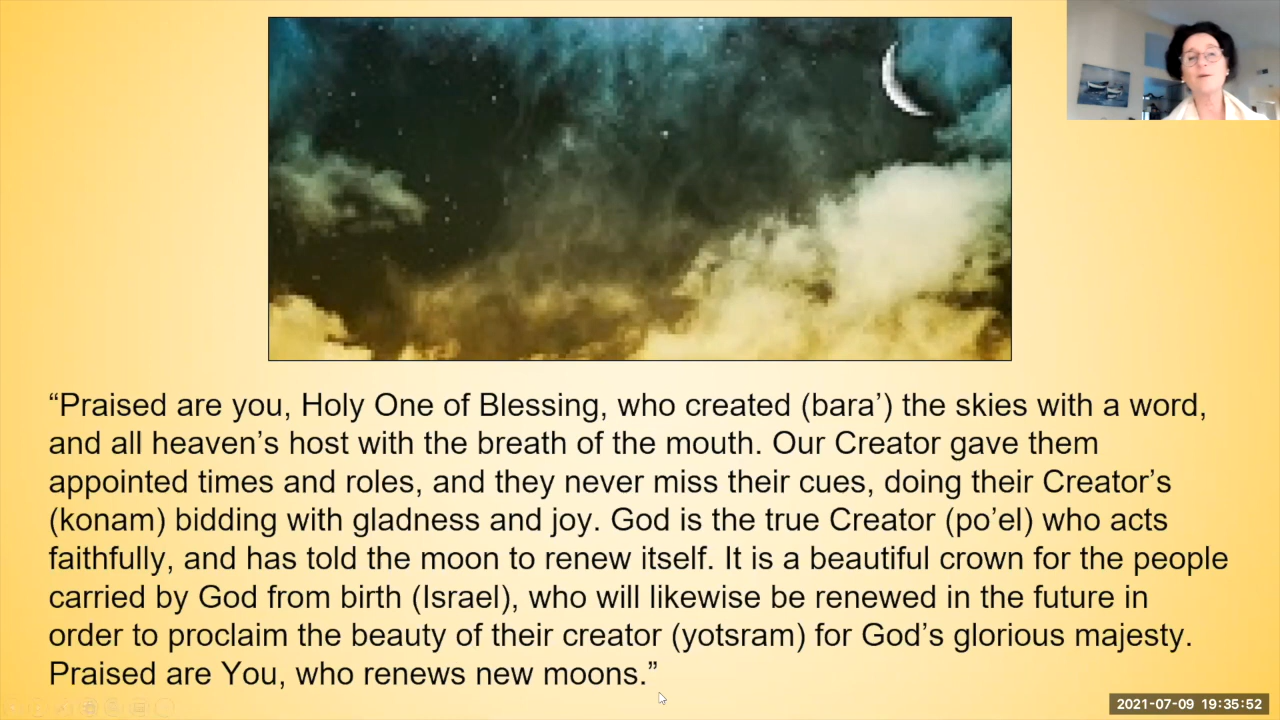 “Praised are you, Holy One of Blessing, who created (bara’) the skies with a word,
and all heaven’s host with the breath of the mouth. Our Creator gave them
appointed times and roles, and they never miss their cues, doing their Creator’s
(konam) bidding with gladness and joy. God is the true Creator (po’el) who acts
faithfully, and has told the moon to renew itself. It is a beautiful crown for the people
carried by God from birth (Israel), who will likewise be renewed in the future in
order to proclaim the beauty of their creator (yotsram) for God’s glorious majesty.
Praised are You, who renews new moons.”
2021-07-09 19:35:52